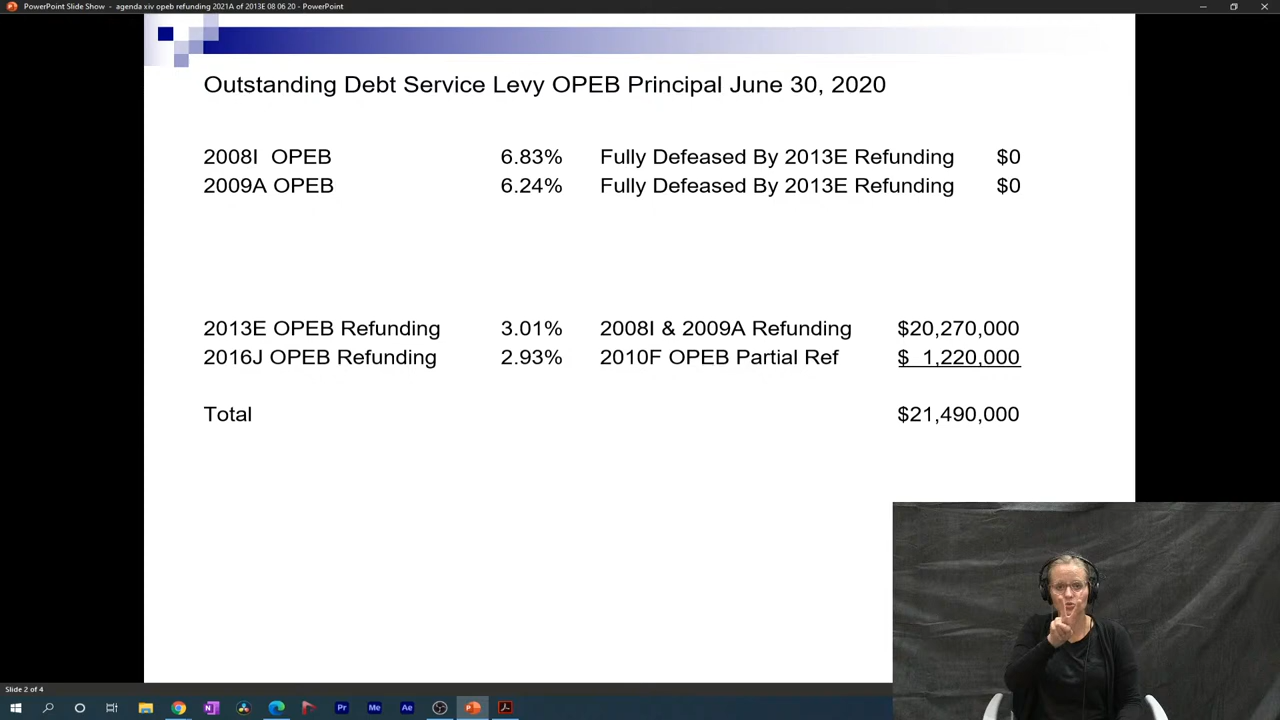 PowerPoint Slide Show - agenda xiv opeb refunding 2021A of 2013E 08 06 20 - PowerPoint
Outstanding Debt Service Levy OPEB Principal June 30, 2020
2008I OPEB 6.83% Fully Defeased By 2013E Refunding $0
2009A OPEB 6.24% Fully Defeased By 2013E Refunding $0
2013E OPEB Refunding 3.01% 2008I & 2009A Refunding $20,270,000
2016J OPEB Refunding 2.93% 2010F OPEB Partial Ref $ 1,220,000
Total $21,490,000
Slide 2 of 4
Pr Me Ae